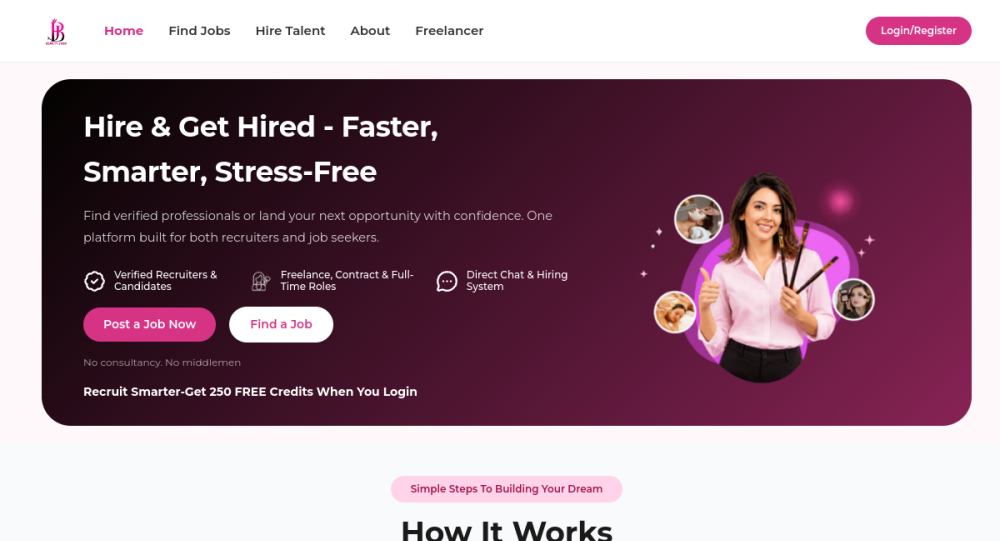 Home
Find Jobs
Hire Talent
About
Freelancer
Login/Register
Hire & Get Hired - Faster,
Smarter, Stress-Free
Find verified professionals or land your next opportunity with confidence. One
platform built for both recruiters and job seekers.
Verified Recruiters &
Candidates
Freelance, Contract & Full-
Time Roles
Direct Chat & Hiring
System
Post a Job Now
Find a Job
No consultancy. No middlemen
Recruit Smarter-Get 250 FREE Credits When You Login
Simple Steps To Building Your Dream
How It Works